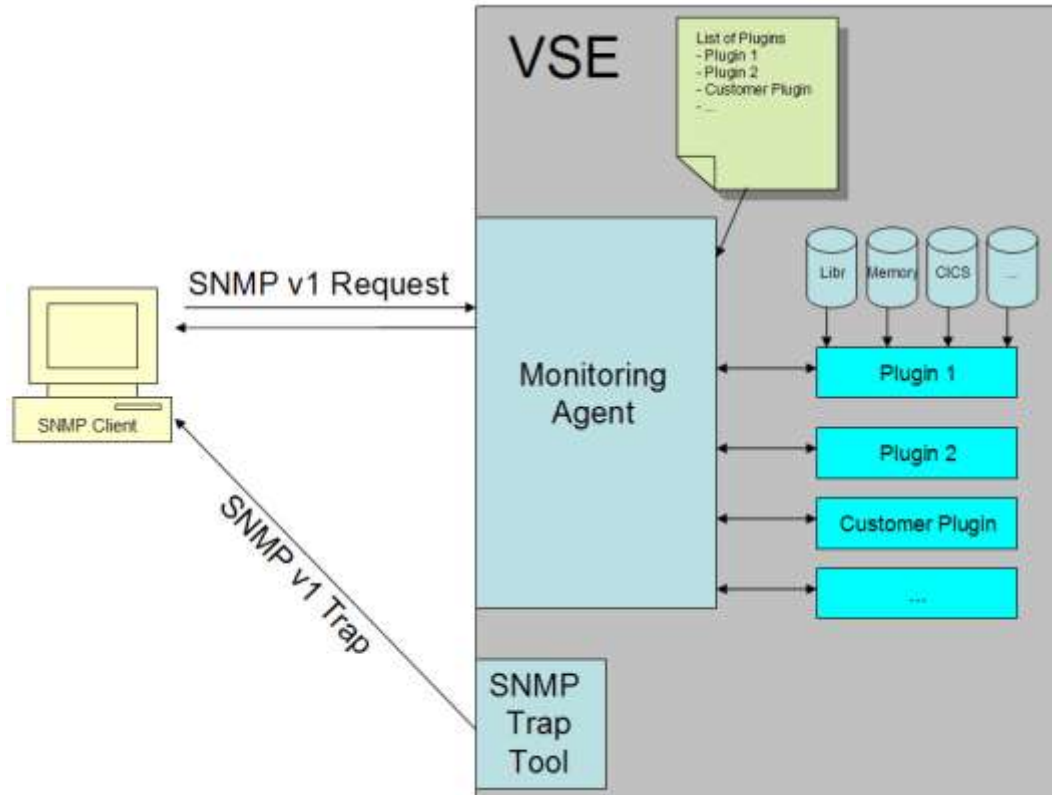 VSE
List of Plugins
- Plugin 1
- Plugin 2
- Customer Plugin
- ...
SNMP v1 Request
SNMP Client
Monitoring
Agent
Libr
Memory
CICS
...
Plugin 1
Plugin 2
Customer Plugin
...
SNMP v1 Trap
SNMP
Trap
Tool